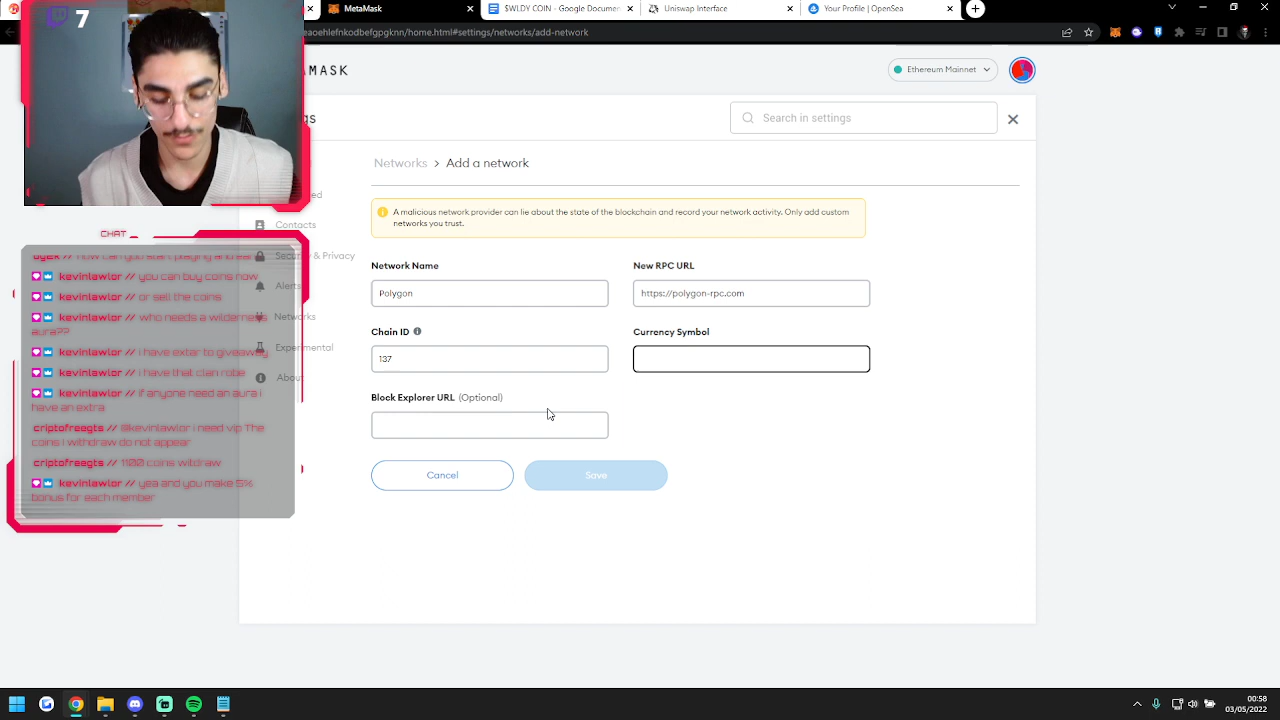 7
MetaMask
$WLDY COIN - Google Documen
Uniswap Interface
Your Profile | OpenSea
aoehlefnkodbefgpgknn/home.html#settings/networks/add-network
MASK
Ethereum Mainnet
gs
Search in settings
Networks > Add a network
A malicious network provider can lie about the state of the blockchain and record your network activity. Only add custom
networks you trust.
Contacts
Security & Privacy
Alerts
Networks
Experimental
About
Network Name
New RPC URL
Polygon
https://polygon-rpc.com
Chain ID
Currency Symbol
137
Block Explorer URL (Optional)
Cancel
Save
CHAT
kevinlawlor // you can buy coins now
kevinlawlor // or sell the coins
kevinlawlor // who needs a wilderness
aura??
kevinlawlor // i have exter to giveaway
kevinlawlor // i have that clan robe
kevinlawlor // if anyone need an aura i
have an extra
criptofreegts // @kevinlawlor i need vip The
coins i withdraw do not appear
criptofreegts // 1100 coins witdraw
kevinlawlor // yea and you make 5%
bonus for each member
00:58
03/05/2022